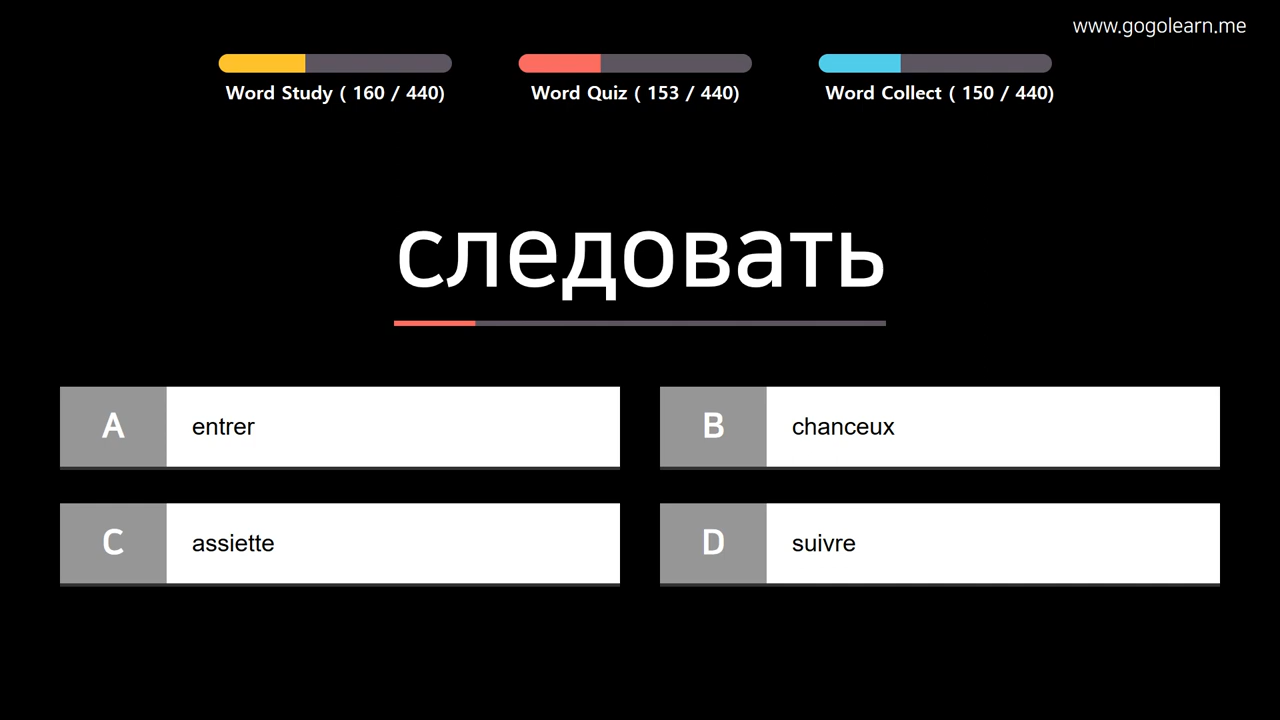 www.gogolearn.me
Word Study ( 160 / 440)
Word Quiz ( 153 / 440)
Word Collect ( 150 / 440)
следовать
A entrer
B chanceux
C assiette
D suivre